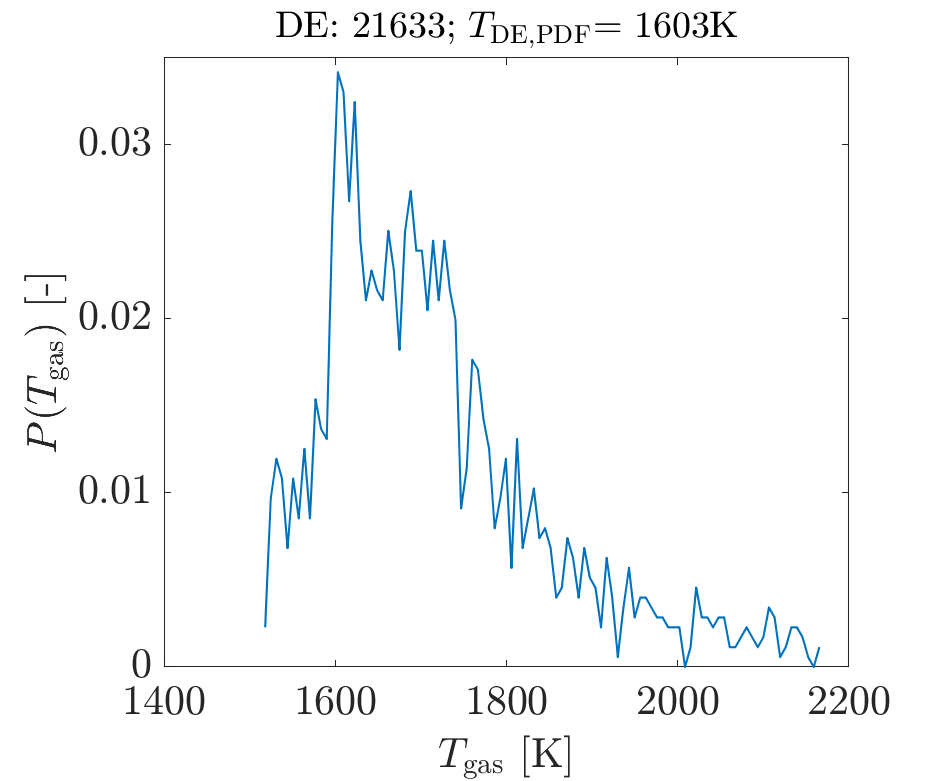 DE: 21633; T_DE,PDF= 1603K
P(T_gas) [-]
0.03
0.02
0.01
0
1400 1600 1800 2000 2200
T_gas [K]